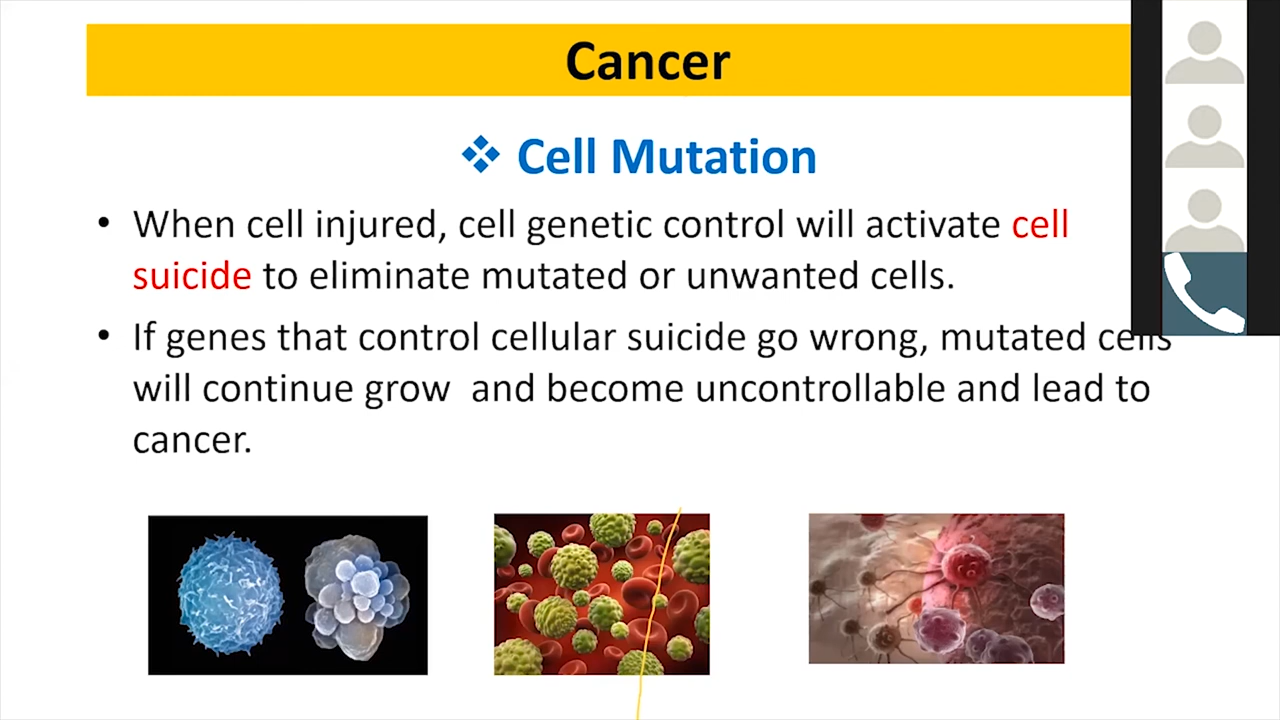 Cancer
❖ Cell Mutation
• When cell injured, cell genetic control will activate cell
suicide to eliminate mutated or unwanted cells.
• If genes that control cellular suicide go wrong, mutated cells
will continue grow and become uncontrollable and lead to
cancer.